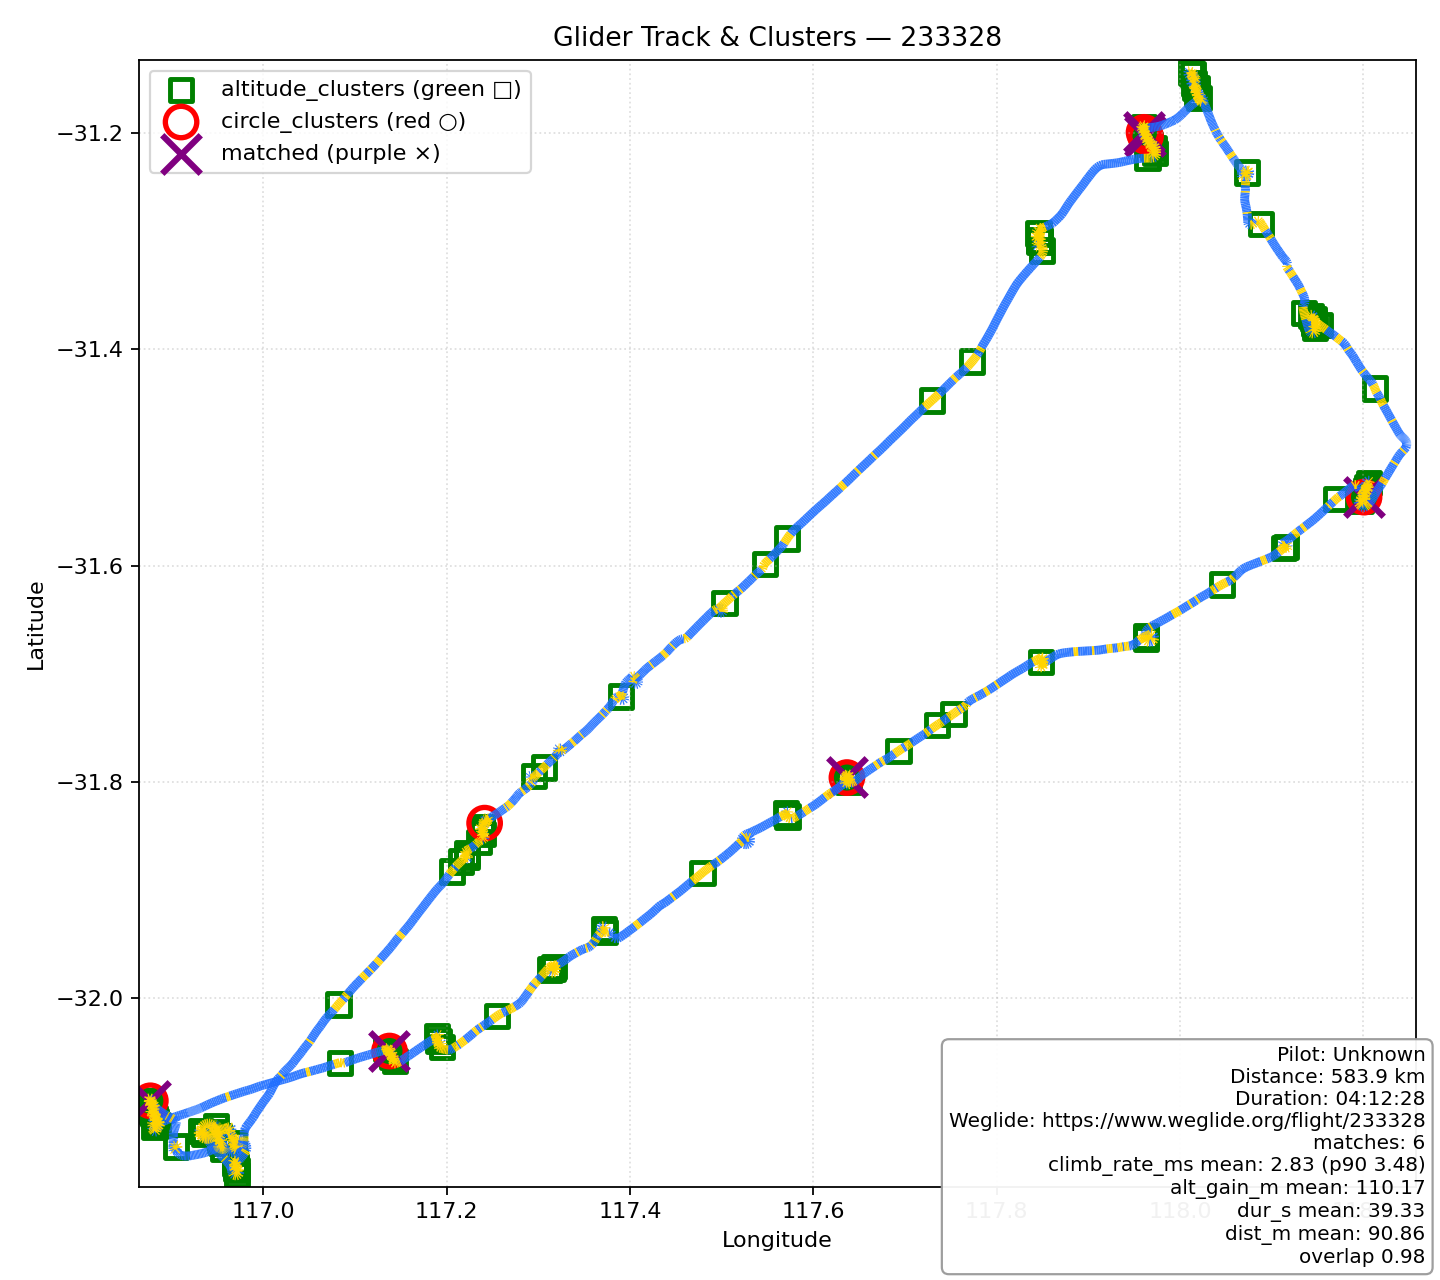 Glider Track & Clusters — 233328
altitude_clusters (green □)
circle_clusters (red ○)
matched (purple ×)
−31.2
−31.4
−31.6
−31.8
−32.0
Latitude
117.0
117.2
117.4
117.6
117.8
118.0
Longitude
Pilot: Unknown
Distance: 583.9 km
Duration: 04:12:28
Weglide: https://www.weglide.org/flight/233328
matches: 6
climb_rate_ms mean: 2.83 (p90 3.48)
alt_gain_m mean: 110.17
dur_s mean: 39.33
dist_m mean: 90.86
overlap 0.98